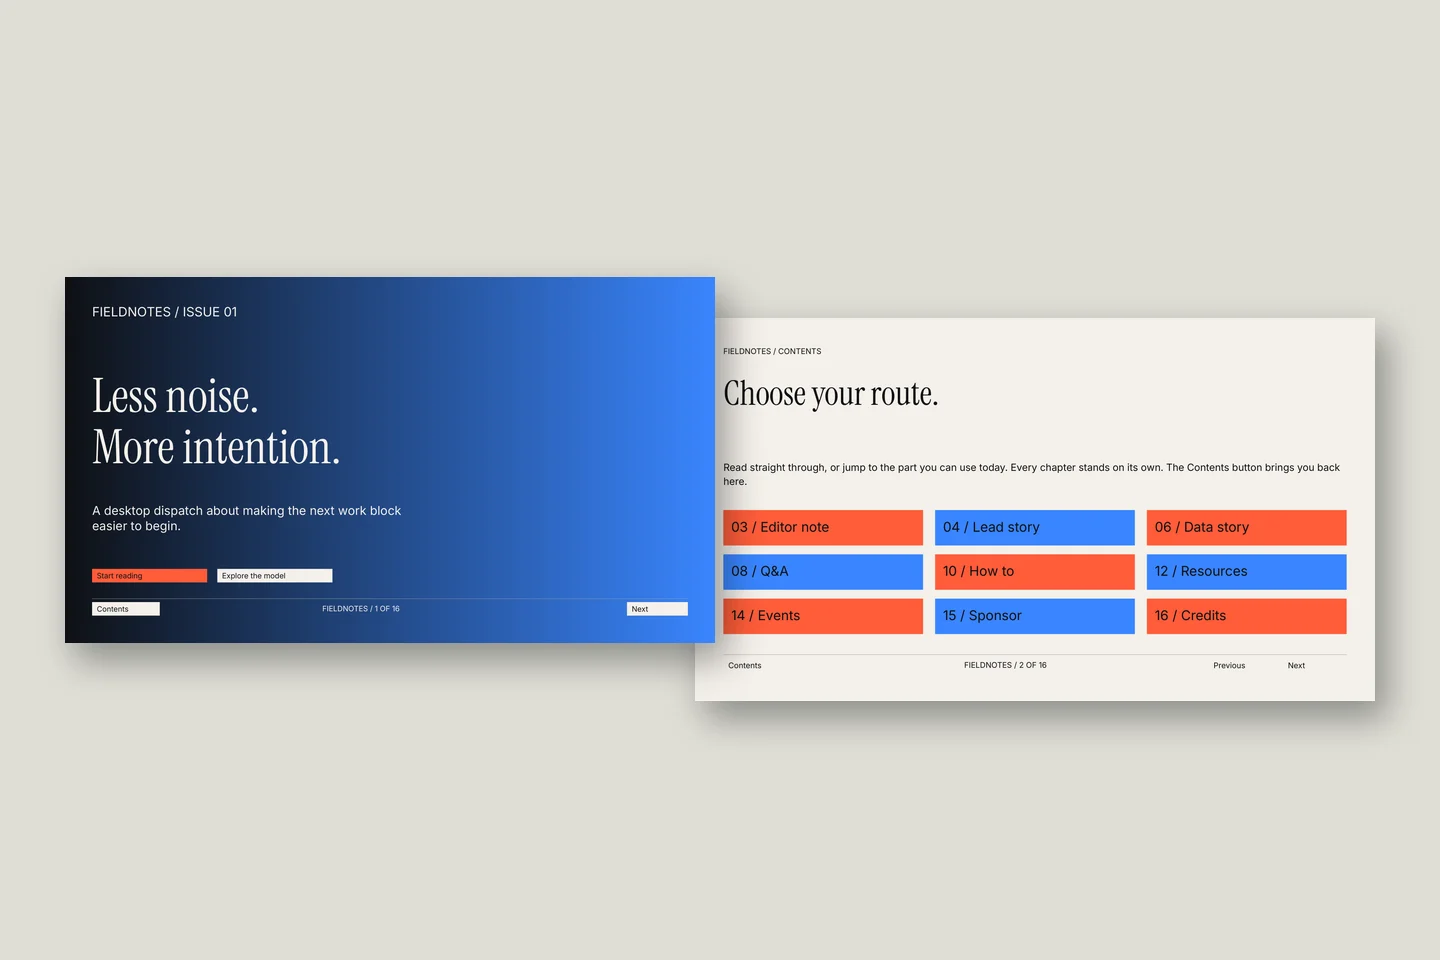 FIELDNOTES / ISSUE 01
Less noise.
More intention.
A desktop dispatch about making the next work block
easier to begin.
Start reading
Explore the model
Contents
FIELDNOTES / 1 OF 16
Next
FIELDNOTES / CONTENTS
Choose your route.
Read straight through, or jump to the part you can use today. Every chapter stands on its own. The Contents button brings you back
here.
03 / Editor note
04 / Lead story
06 / Data story
08 / Q&A
10 / How to
12 / Resources
14 / Events
15 / Sponsor
16 / Credits
Contents
FIELDNOTES / 2 OF 16
Previous
Next